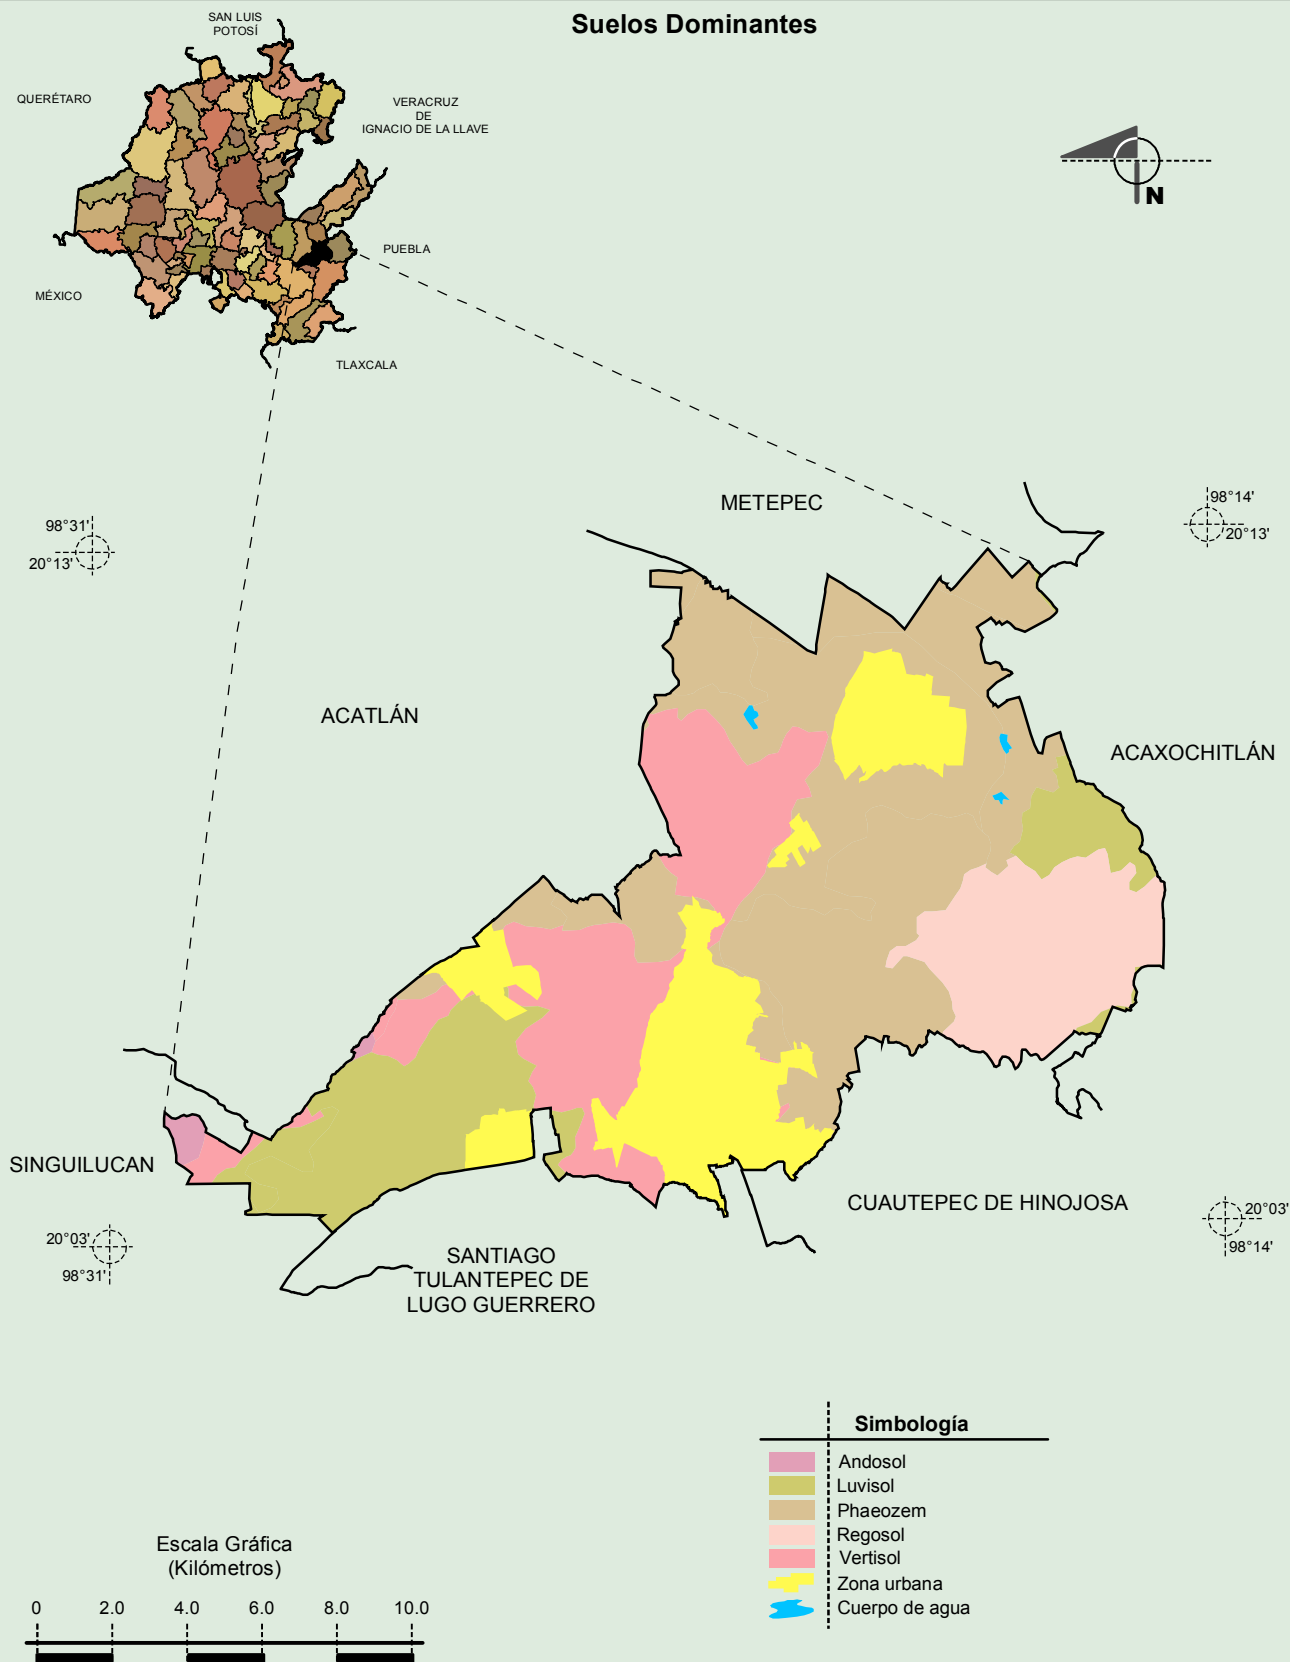 Suelos Dominantes
SAN LUIS
POTOSÍ
QUERÉTARO
VERACRUZ
DE
IGNACIO DE LA LLAVE
N
PUEBLA
MÉXICO
TLAXCALA
METEPEC
98°31'
20°13'
98°14'
20°13'
ACATLÁN
ACAXOCHITLÁN
SINGUILUCAN
CUAUTEPEC DE HINOJOSA
20°03'
98°31'
20°03'
98°14'
SANTIAGO
TULANTEPEC DE
LUGO GUERRERO
Simbología
Andosol
Luvisol
Phaeozem
Regosol
Vertisol
Zona urbana
Cuerpo de agua
Escala Gráfica
(Kilómetros)
0 2.0 4.0 6.0 8.0 10.0